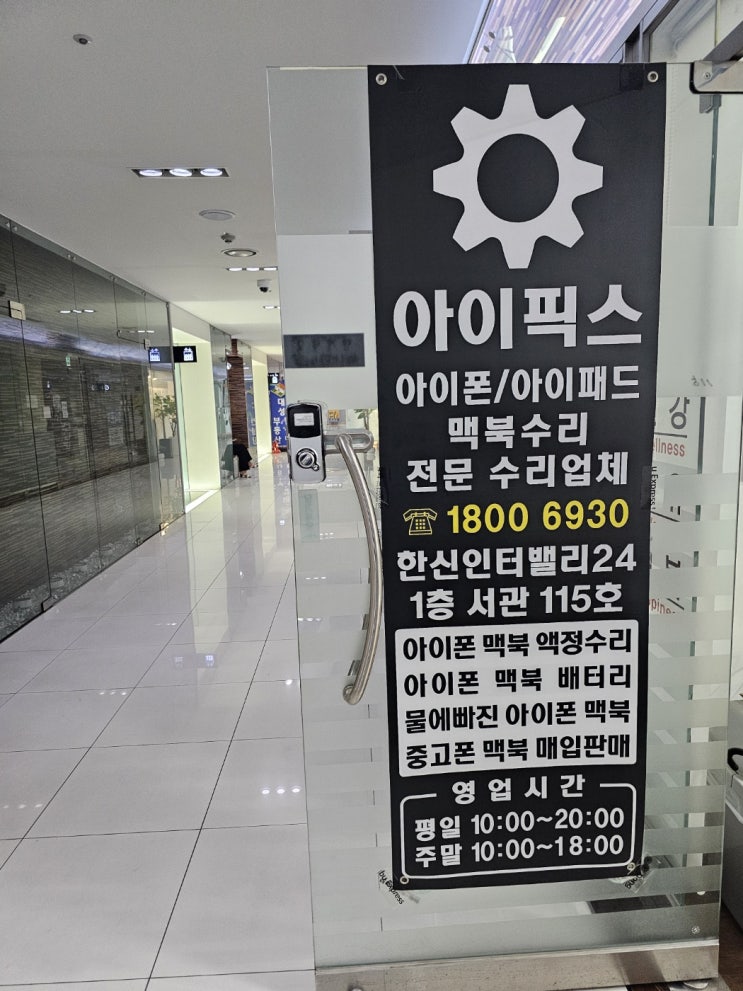 아이픽스
아이폰/아이패드
맥북수리
전문 수리업체
1800 6930
한신인터밸리24
1층 서관 115호
아이폰 맥북 액정수리
아이폰 맥북 배터리
물에빠진 아이폰 맥북
중고폰 맥북 매입판매
영업시간
평일 10:00~20:00
주말 10:00~18:00
강
ellness
by Express